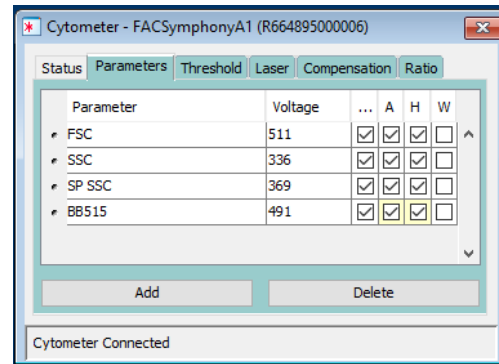 Cytometer - FACSymphonyA1 (R664895000006)
Status Parameters Threshold Laser Compensation Ratio
Parameter Voltage ... A H W
FSC 511
SSC 336
SP SSC 369
BB515 491
Add Delete
Cytometer Connected